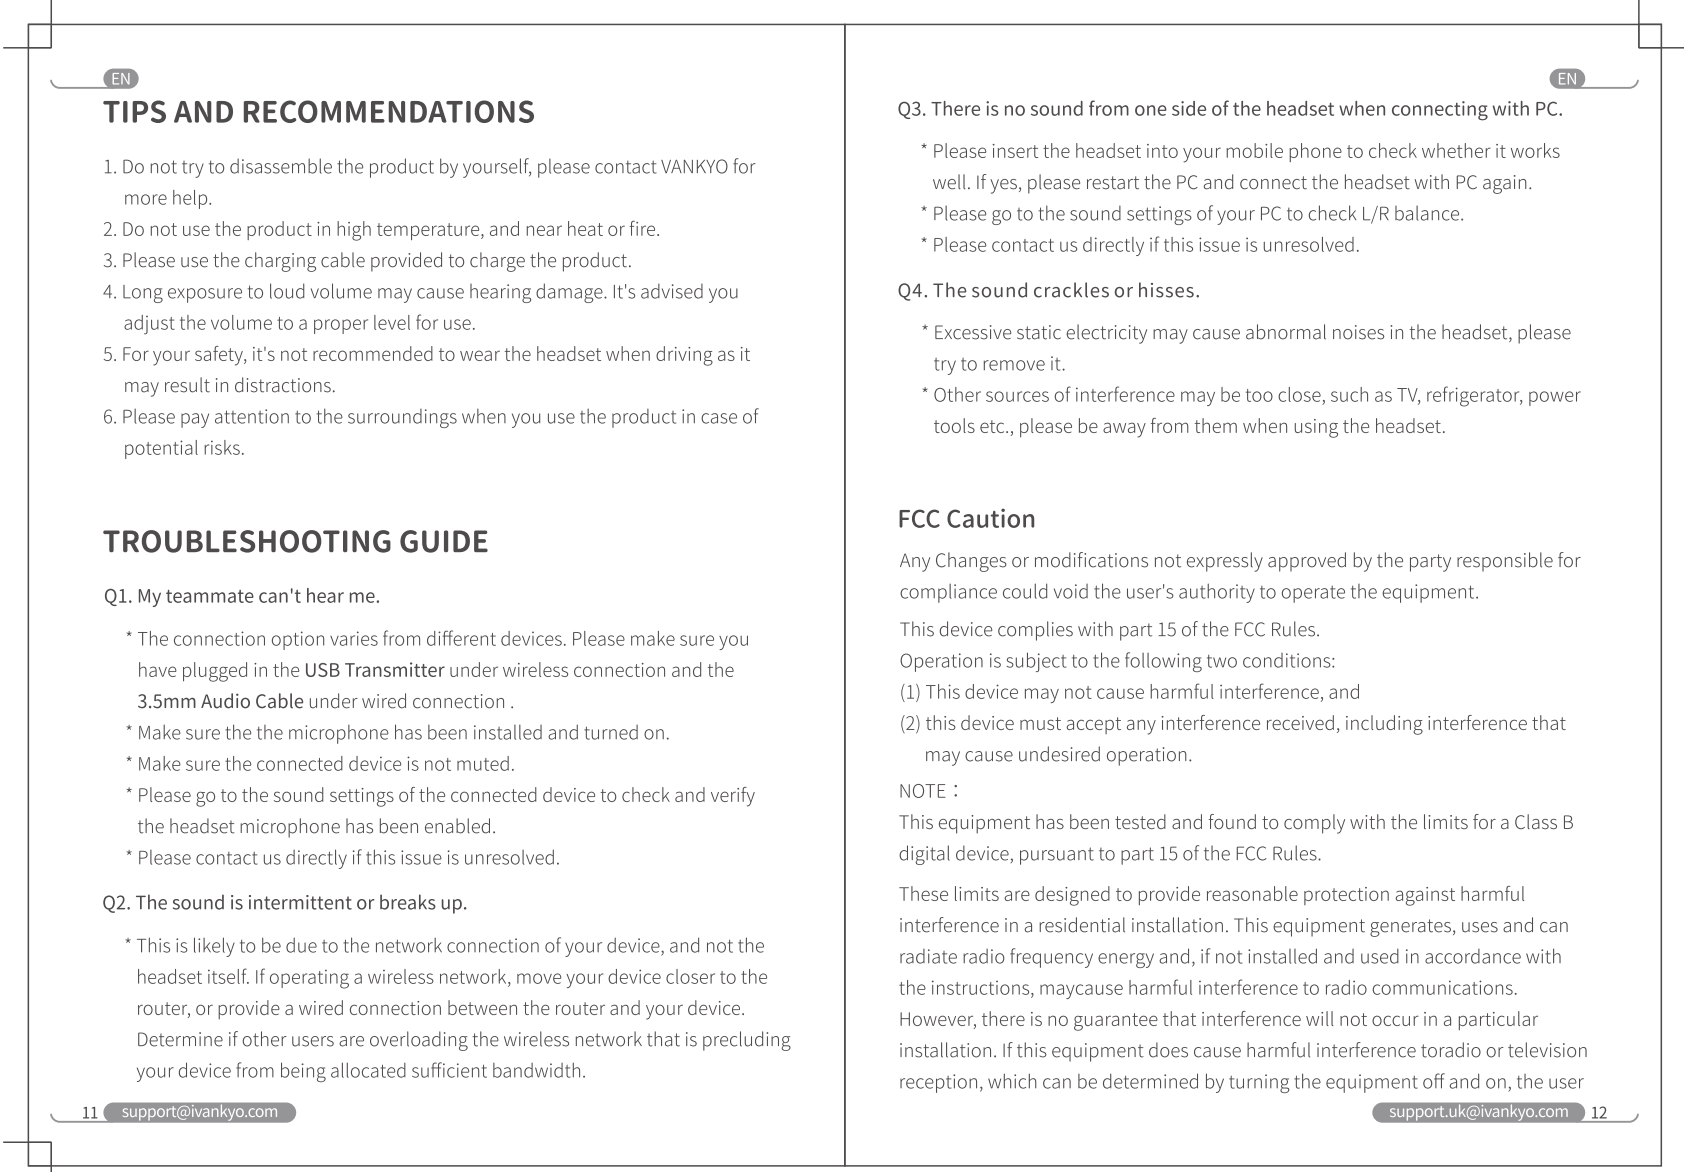 EN
TIPS AND RECOMMENDATIONS
1. Do not try to disassemble the product by yourself, please contact VANKYO for
more help.
2. Do not use the product in high temperature, and near heat or fire.
3. Please use the charging cable provided to charge the product.
4. Long exposure to loud volume may cause hearing damage. It's advised you
adjust the volume to a proper level for use.
5. For your safety, it's not recommended to wear the headset when driving as it
may result in distractions.
6. Please pay attention to the surroundings when you use the product in case of
potential risks.
TROUBLESHOOTING GUIDE
Q1. My teammate can't hear me.
* The connection option varies from different devices. Please make sure you
have plugged in the USB Transmitter under wireless connection and the
3.5mm Audio Cable under wired connection .
* Make sure the the microphone has been installed and turned on.
* Make sure the connected device is not muted.
* Please go to the sound settings of the connected device to check and verify
the headset microphone has been enabled.
* Please contact us directly if this issue is unresolved.
Q2. The sound is intermittent or breaks up.
* This is likely to be due to the network connection of your device, and not the
headset itself. If operating a wireless network, move your device closer to the
router, or provide a wired connection between the router and your device.
Determine if other users are overloading the wireless network that is precluding
your device from being allocated sufficient bandwidth.
11 support@ivankyo.com
EN
Q3. There is no sound from one side of the headset when connecting with PC.
* Please insert the headset into your mobile phone to check whether it works
well. If yes, please restart the PC and connect the headset with PC again.
* Please go to the sound settings of your PC to check L/R balance.
* Please contact us directly if this issue is unresolved.
Q4. The sound crackles or hisses.
* Excessive static electricity may cause abnormal noises in the headset, please
try to remove it.
* Other sources of interference may be too close, such as TV, refrigerator, power
tools etc., please be away from them when using the headset.
FCC Caution
Any Changes or modifications not expressly approved by the party responsible for
compliance could void the user's authority to operate the equipment.
This device complies with part 15 of the FCC Rules.
Operation is subject to the following two conditions:
(1) This device may not cause harmful interference, and
(2) this device must accept any interference received, including interference that
may cause undesired operation.
NOTE：
This equipment has been tested and found to comply with the limits for a Class B
digital device, pursuant to part 15 of the FCC Rules.
These limits are designed to provide reasonable protection against harmful
interference in a residential installation. This equipment generates, uses and can
radiate radio frequency energy and, if not installed and used in accordance with
the instructions, maycause harmful interference to radio communications.
However, there is no guarantee that interference will not occur in a particular
installation. If this equipment does cause harmful interference toradio or television
reception, which can be determined by turning the equipment off and on, the user
support.uk@ivankyo.com 12